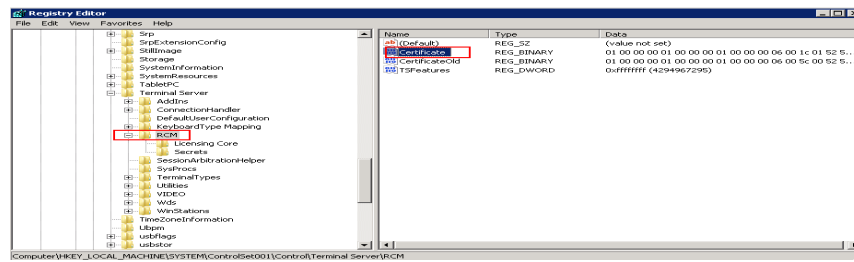 Registry Editor
File Edit View Favorites Help
Srp
SrpExtensionConfig
StillImage
Storage
SystemInformation
SystemResources
TabletPC
Terminal Server
AddIns
ConnectionHandler
DefaultUserConfiguration
KeyboardType Mapping
RCM
Licensing Core
Secrets
SessionArbitrationHelper
SysProcs
TerminalTypes
Utilities
VIDEO
Wds
WinStations
TimeZoneInformation
Ubpm
usbflags
usbstor
Name Type Data
(Default) REG_SZ (value not set)
Certificate REG_BINARY 01 00 00 00 01 00 00 00 01 00 00 00 06 00 1c 01 52 5...
CertificateOld REG_BINARY 01 00 00 00 01 00 00 00 01 00 00 00 06 00 5c 00 52 5...
TSFeatures REG_DWORD 0xffffffff (4294967295)
Computer\HKEY_LOCAL_MACHINE\SYSTEM\ControlSet001\Control\Terminal Server\RCM